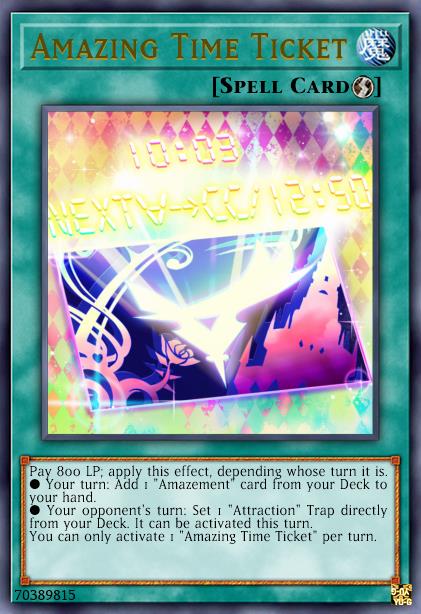 AMAZING TIME TICKET
魔
[SPELL CARD]
10:03
NEXT∀→CC/12:50
Pay 800 LP; apply this effect, depending whose turn it is.
● Your turn: Add 1 "Amazement" card from your Deck to
your hand.
● Your opponent's turn: Set 1 "Attraction" Trap directly
from your Deck. It can be activated this turn.
You can only activate 1 "Amazing Time Ticket" per turn.
70389815